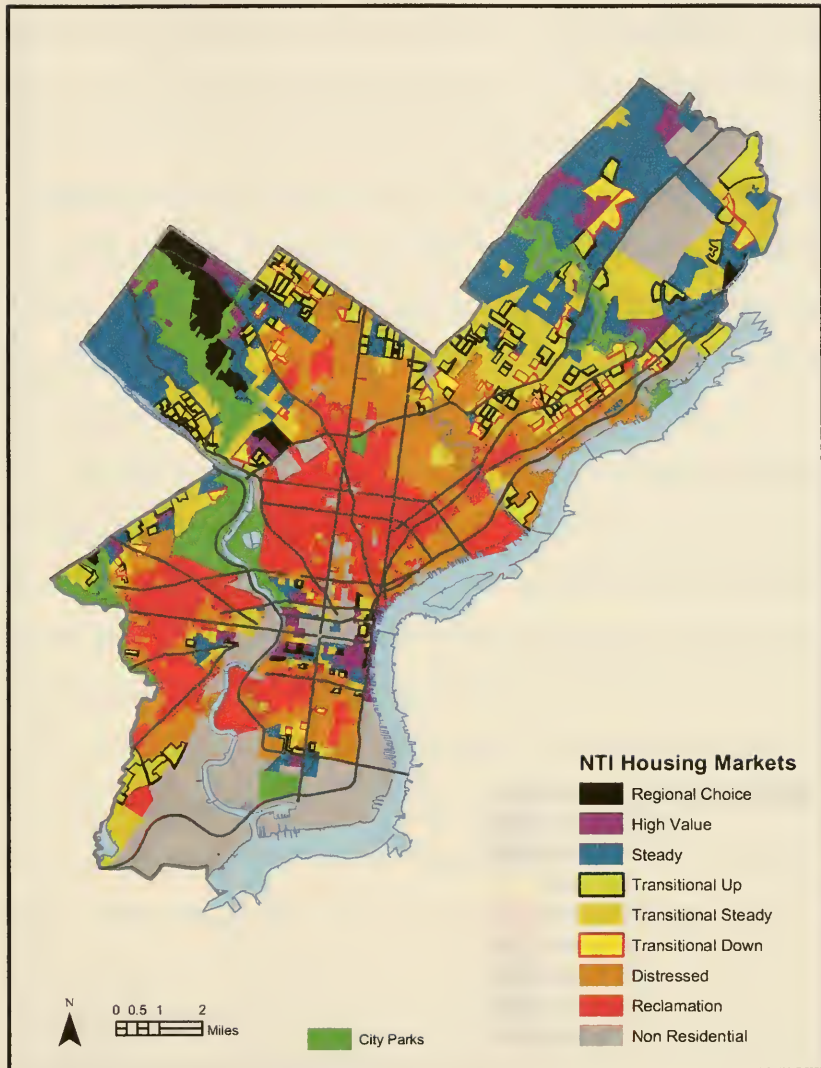 NTI Housing Markets
Regional Choice
High Value
Steady
Transitional Up
Transitional Steady
Transitional Down
Distressed
Reclamation
Non Residential
N
0 0.5 1 2
Miles
City Parks